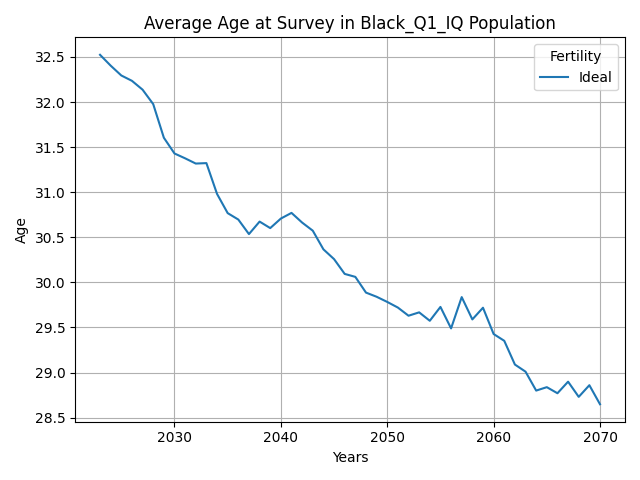 Average Age at Survey in Black_Q1_IQ Population
Fertility
Ideal
32.5
32.0
31.5
31.0
30.5
30.0
29.5
29.0
28.5
Age
2030 2040 2050 2060 2070
Years